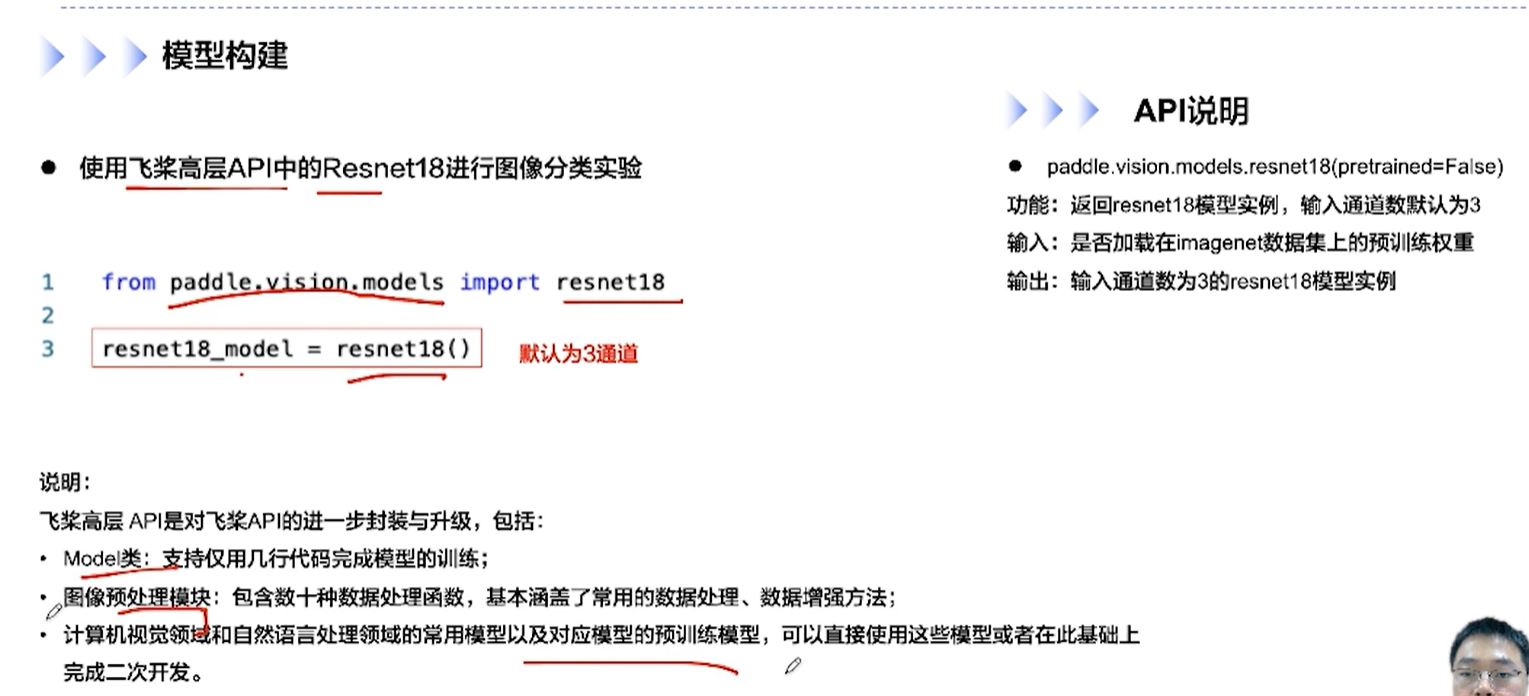 模型构建
● 使用飞桨高层API中的Resnet18进行图像分类实验
1 from paddle.vision.models import resnet18
2
3 resnet18_model = resnet18()
默认为3通道
API说明
● paddle.vision.models.resnet18(pretrained=False)
功能：返回resnet18模型实例，输入通道数默认为3
输入：是否加载在imagenet数据集上的预训练权重
输出：输入通道数为3的resnet18模型实例
说明：
飞桨高层 API是对飞桨API的进一步封装与升级，包括：
• Model类：支持仅用几行代码完成模型的训练；
• 图像预处理模块：包含数十种数据处理函数，基本涵盖了常用的数据处理、数据增强方法；
• 计算机视觉领域和自然语言处理领域的常用模型以及对应模型的预训练模型，可以直接使用这些模型或者在此基础上
完成二次开发。